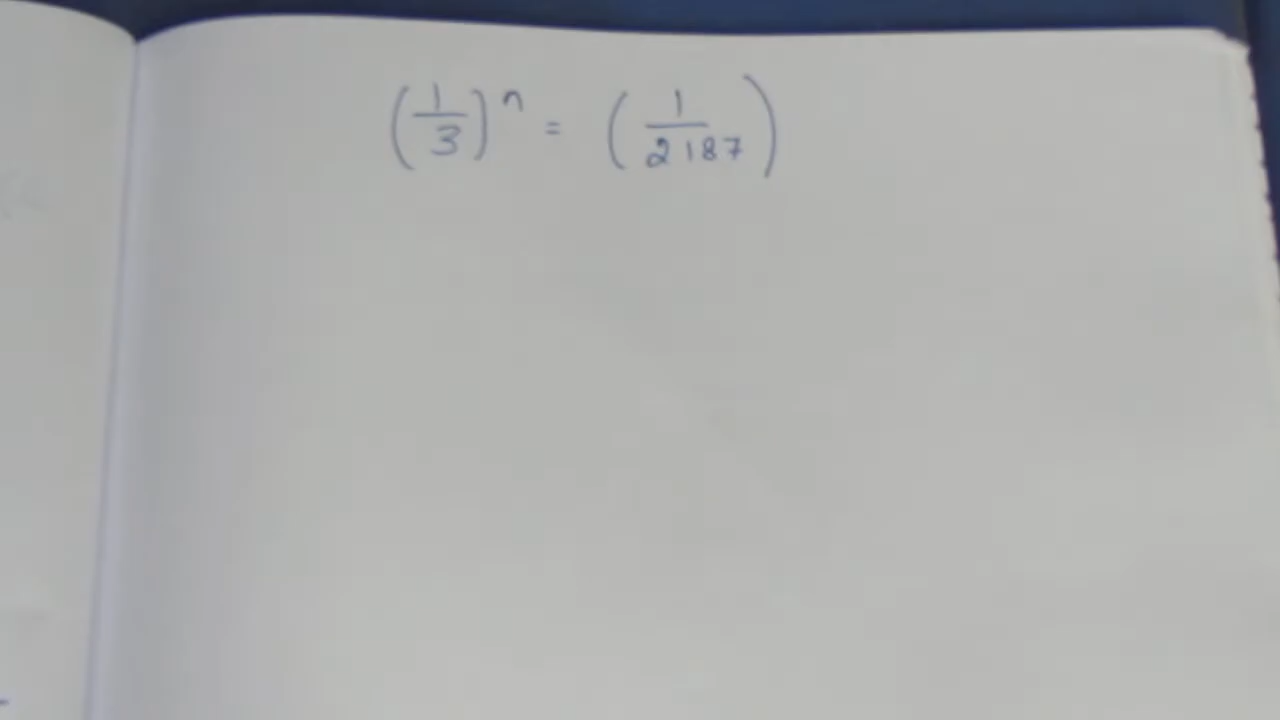 (1/3)^n = (1/2187)